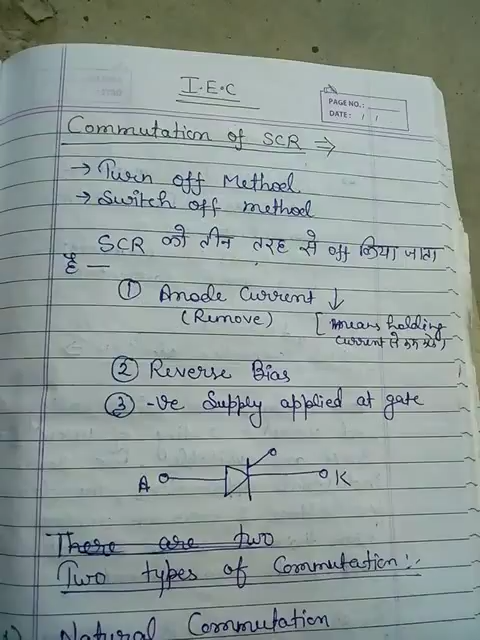 I.E.C
PAGE NO.:
DATE: / /
Commutation of SCR ⇒
→ Turn off Method
→ Switch off method
SCR को तीन तरह से off किया जाता
है —
① Anode Current ↓
(Remove) [means holding
current से कम हो)
② Reverse Bias
③ -ve Supply applied at gate
A K
There are two
Two types of Commutation:-
Natural Commutation